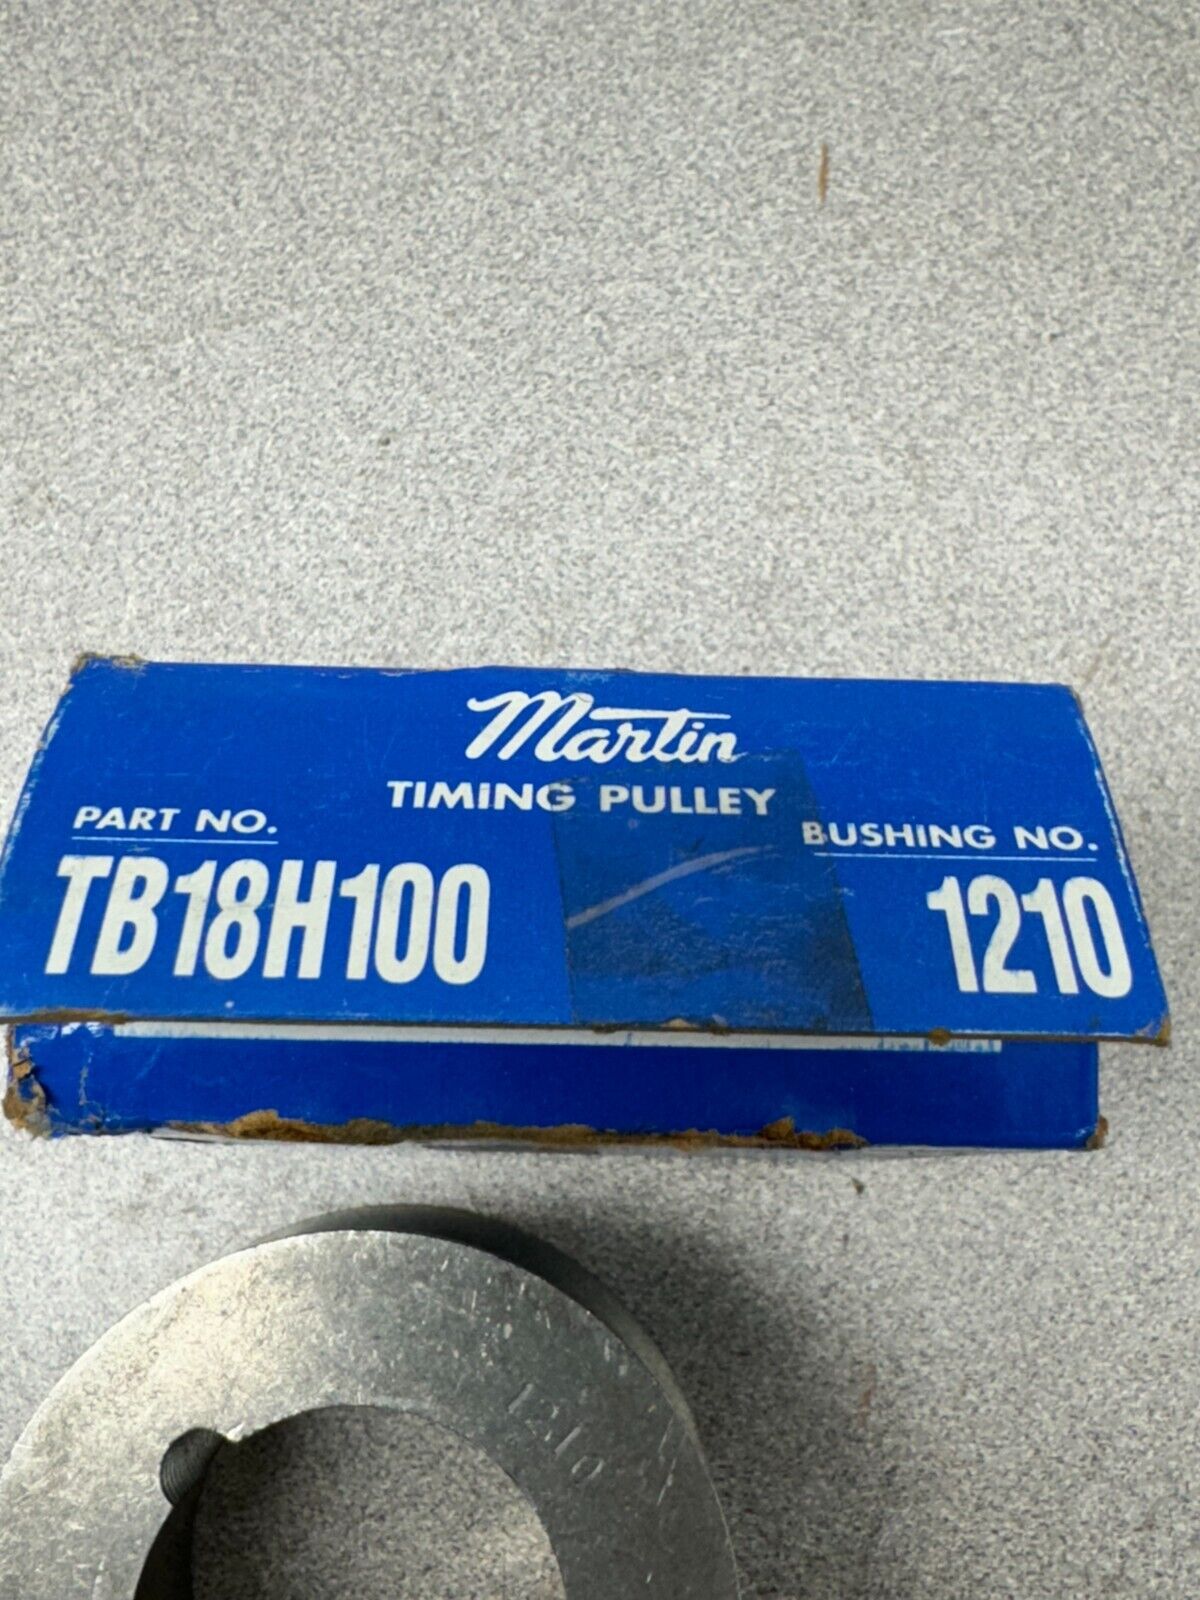 Martin
TIMING PULLEY
PART NO.
BUSHING NO.
TB18H100
1210
1210